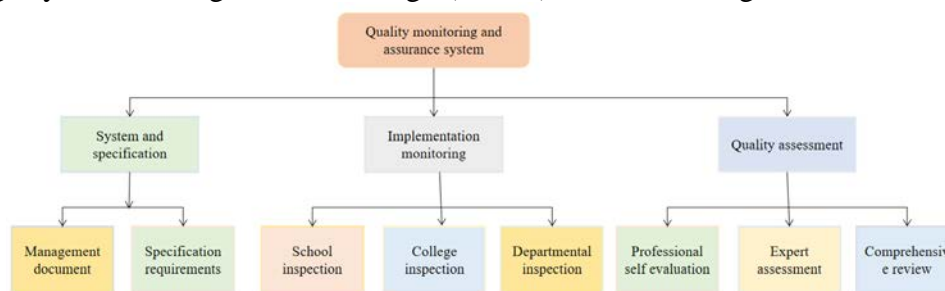 Quality monitoring and
assurance system
System and
specification
Implementation
monitoring
Quality assessment
Management
document
Specification
requirements
School
inspection
College
inspection
Departmental
inspection
Professional
self evaluation
Expert
assessment
Comprehensiv
e review